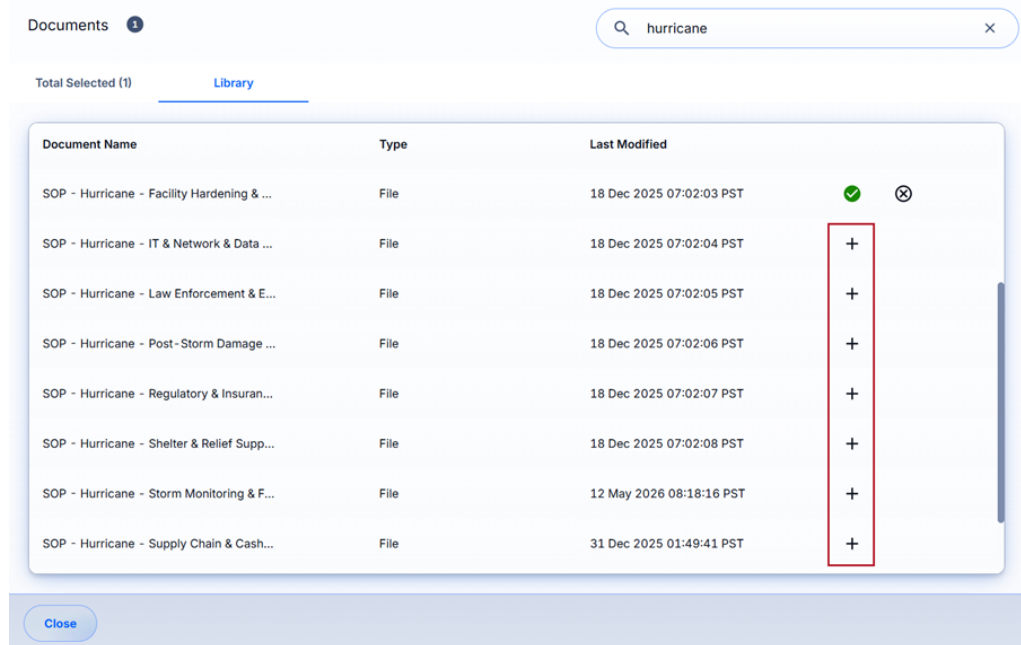 Documents 1
hurricane
Total Selected (1) Library
Document Name Type Last Modified
SOP - Hurricane - Facility Hardening & ... File 18 Dec 2025 07:02:03 PST
SOP - Hurricane - IT & Network & Data ... File 18 Dec 2025 07:02:04 PST
SOP - Hurricane - Law Enforcement & E... File 18 Dec 2025 07:02:05 PST
SOP - Hurricane - Post-Storm Damage ... File 18 Dec 2025 07:02:06 PST
SOP - Hurricane - Regulatory & Insuran... File 18 Dec 2025 07:02:07 PST
SOP - Hurricane - Shelter & Relief Supp... File 18 Dec 2025 07:02:08 PST
SOP - Hurricane - Storm Monitoring & F... File 12 May 2026 08:18:16 PST
SOP - Hurricane - Supply Chain & Cash... File 31 Dec 2025 01:49:41 PST
Close